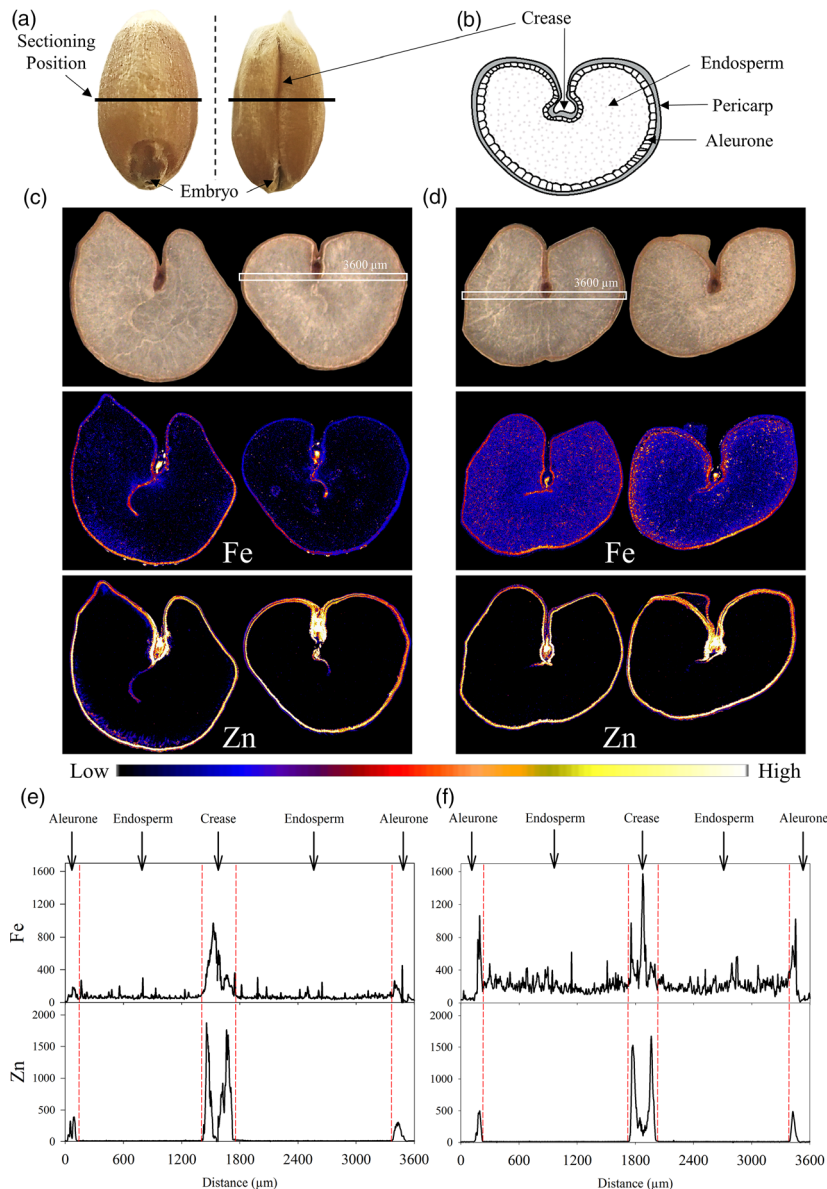 (a)
Sectioning
Position
Embryo
Crease
(b)
Endosperm
Pericarp
Aleurone
(c)
3600 µm
(d)
3600 µm
Fe
Fe
Zn
Zn
Low
High
(e)
Aleurone Endosperm Crease Endosperm Aleurone
Fe
1600
1200
800
400
0
Zn
2000
1500
1000
500
0
0 600 1200 1800 2400 3000 3600
Distance (µm)
(f)
Aleurone Endosperm Crease Endosperm Aleurone
1600
1200
800
400
0
2000
1500
1000
500
0
0 600 1200 1800 2400 3000 3600
Distance (µm)